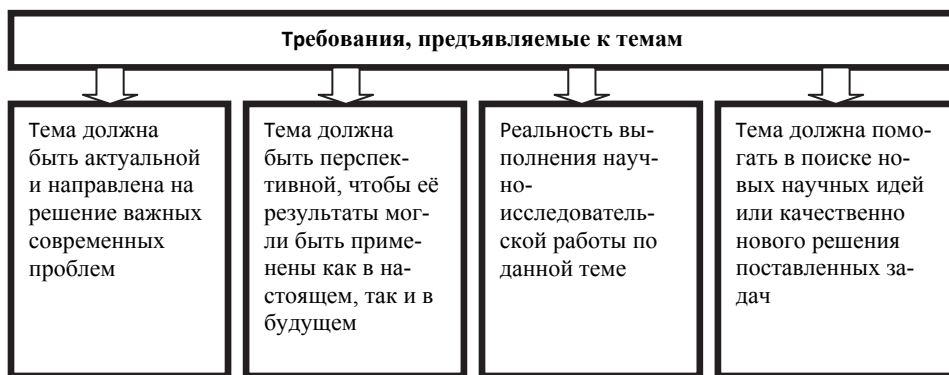 Требования, предъявляемые к темам
Тема должна
быть актуальной
и направлена на
решение важных
современных
проблем
Тема должна
быть перспек-
тивной, чтобы её
результаты мог-
ли быть приме-
нены как в на-
стоящем, так и в
будущем
Реальность вы-
полнения науч-
но-
исследователь-
ской работы по
данной теме
Тема должна помо-
гать в поиске но-
вых научных идей
или качественно
нового решения
поставленных за-
дач